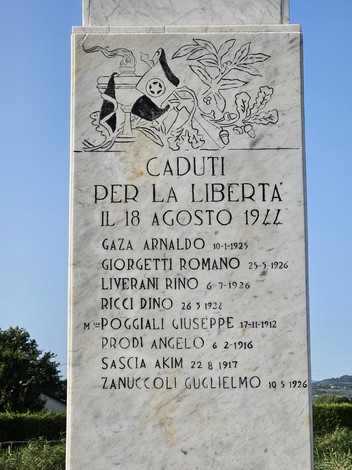 CADUTI
PER LA LIBERTA'
IL 18 AGOSTO 1944
GAZA ARNALDO 10-1-1925
GIORGETTI ROMANO 25-5-1926
LIVERANI RINO 6-7-1926
RICCI DINO 26 3 1924
POGGIALI GIUSEPPE 17-11-1912
PRODI ANGELO 6-2-1916
SASCIA AKIM 22 8 1917
ZANUCCOLI GUGLIELMO 10 5 1926